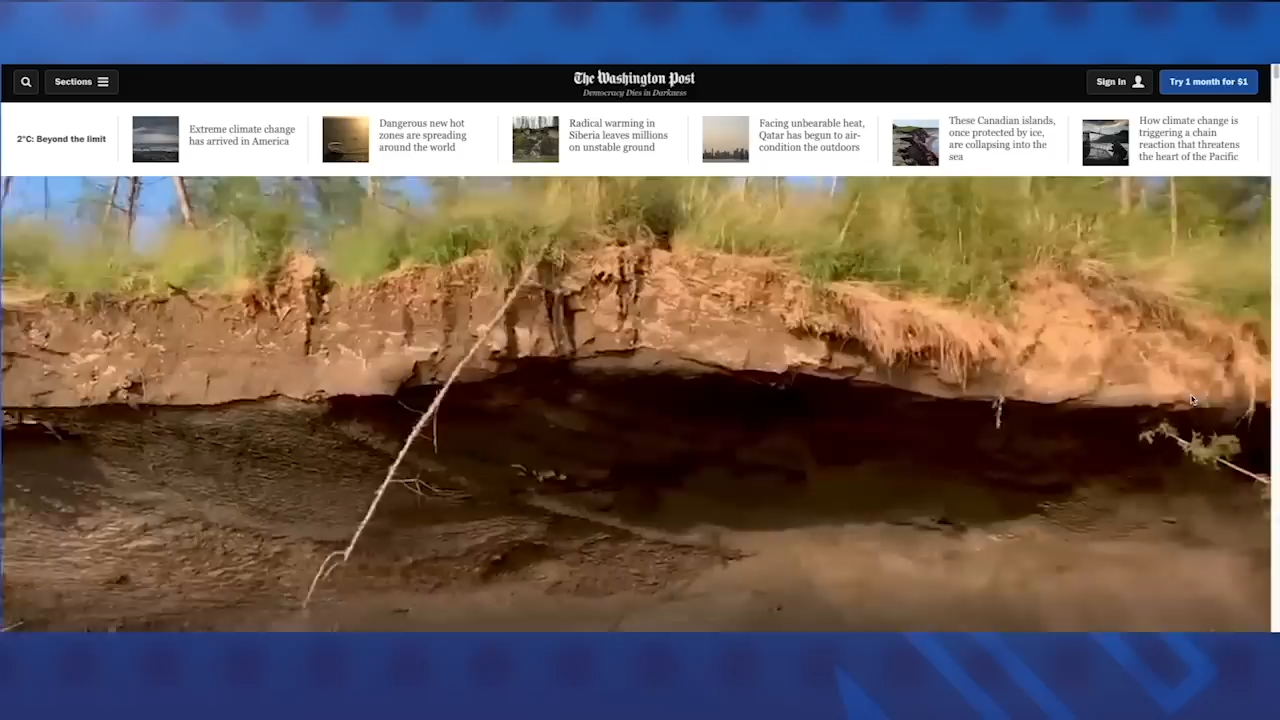 Sections
The Washington Post
Democracy Dies in Darkness
Sign In
Try 1 month for $1
2°C: Beyond the limit
Extreme climate change
has arrived in America
Dangerous new hot
zones are spreading
around the world
Radical warming in
Siberia leaves millions
on unstable ground
Facing unbearable heat,
Qatar has begun to air-
condition the outdoors
These Canadian islands,
once protected by ice,
are collapsing into the
sea
How climate change is
triggering a chain
reaction that threatens
the heart of the Pacific